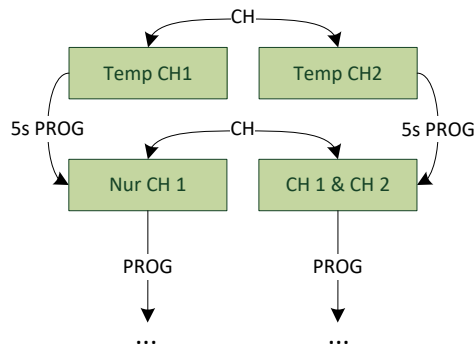 CH
Temp CH1
Temp CH2
5s PROG
CH
5s PROG
Nur CH 1
CH 1 & CH 2
PROG
PROG
...
...